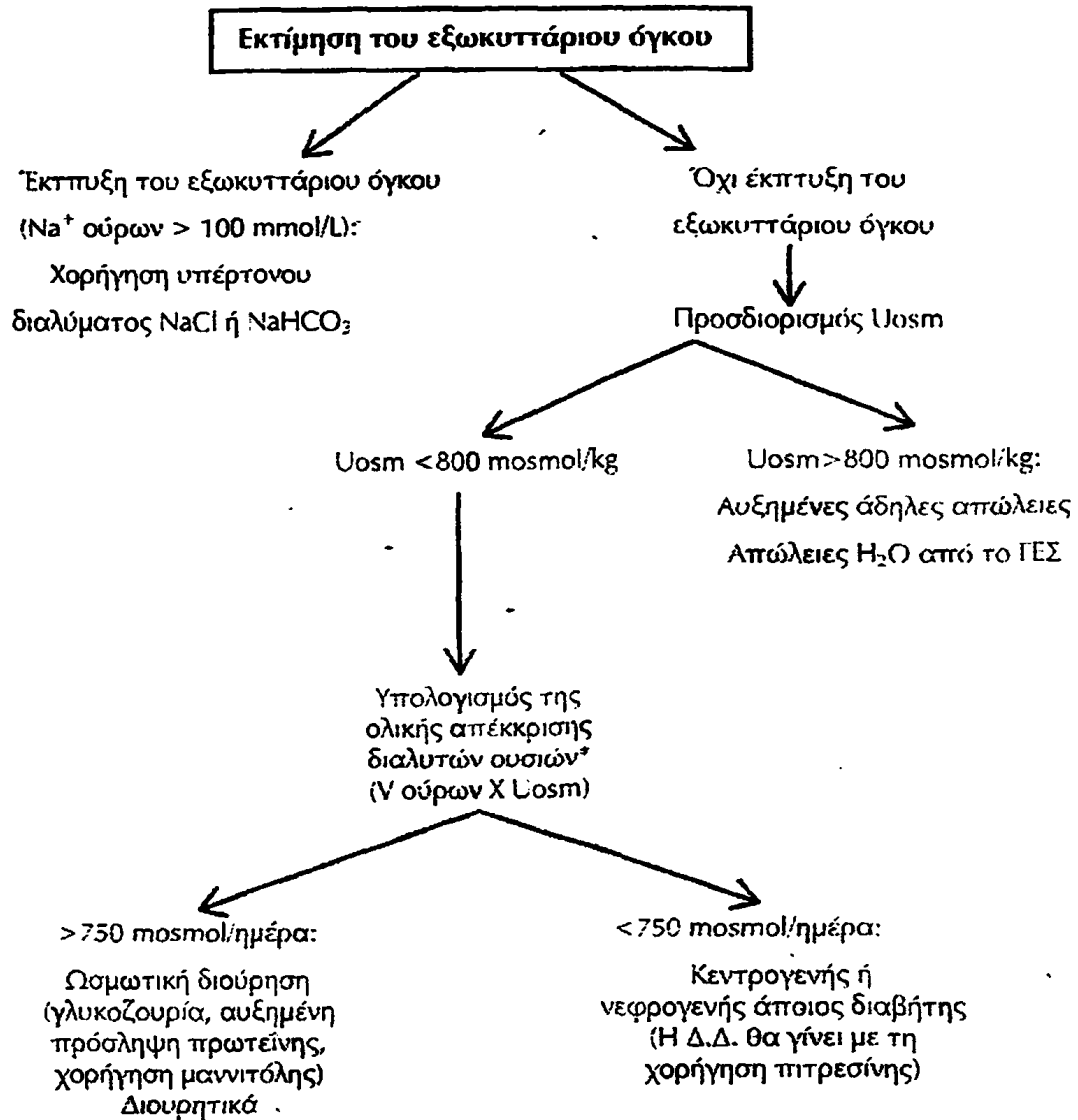 Εκτίμηση του εξωκυττάριου όγκου
Έκπτυξη του εξωκυττάριου όγκου
(Na⁺ ούρων > 100 mmol/L):
Χορήγηση υπέρτονου
διαλύματος NaCl ή NaHCO₃
Όχι έκπτυξη του
εξωκυττάριου όγκου
Προσδιορισμός Uosm
Uosm <800 mosmol/kg
Uosm>800 mosmol/kg:
Αυξημένες άδηλες απώλειες
Απώλειες H₂O από το ΓΕΣ
Υπολογισμός της
ολικής απέκκρισης
διαλυτών ουσιών*
(V ούρων X Uosm)
>750 mosmol/ημέρα:
Ωσμωτική διούρηση
(γλυκοζουρία, αυξημένη
πρόσληψη πρωτεΐνης,
χορήγηση μαννιτόλης)
Διουρητικά
<750 mosmol/ημέρα:
Κεντρογενής ή
νεφρογενής άποιος διαβήτης
(Η Δ.Δ. θα γίνει με τη
χορήγηση πιτρεσίνης)